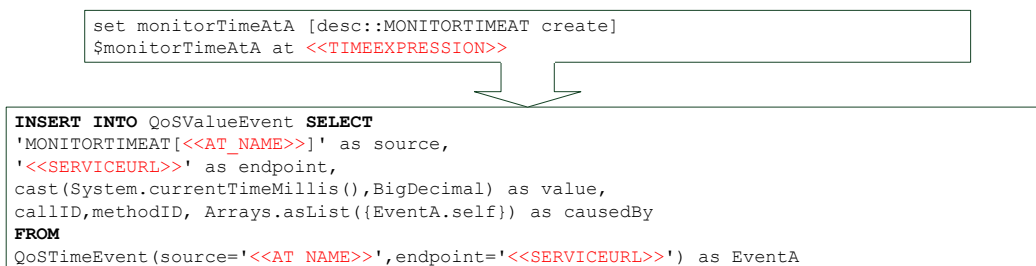 set monitorTimeAtA [desc::MONITORTIMEAT create]
$monitorTimeAtA at <<TIMEEXPRESSION>>
INSERT INTO QoSValueEvent SELECT
'MONITORTIMEAT[<<AT_NAME>>]' as source,
'<<SERVICEURL>>' as endpoint,
cast(System.currentTimeMillis(),BigDecimal) as value,
callID,methodID, Arrays.asList({EventA.self}) as causedBy
FROM
QoSTimeEvent(source='<<AT NAME>>',endpoint='<<SERVICEURL>>') as EventA